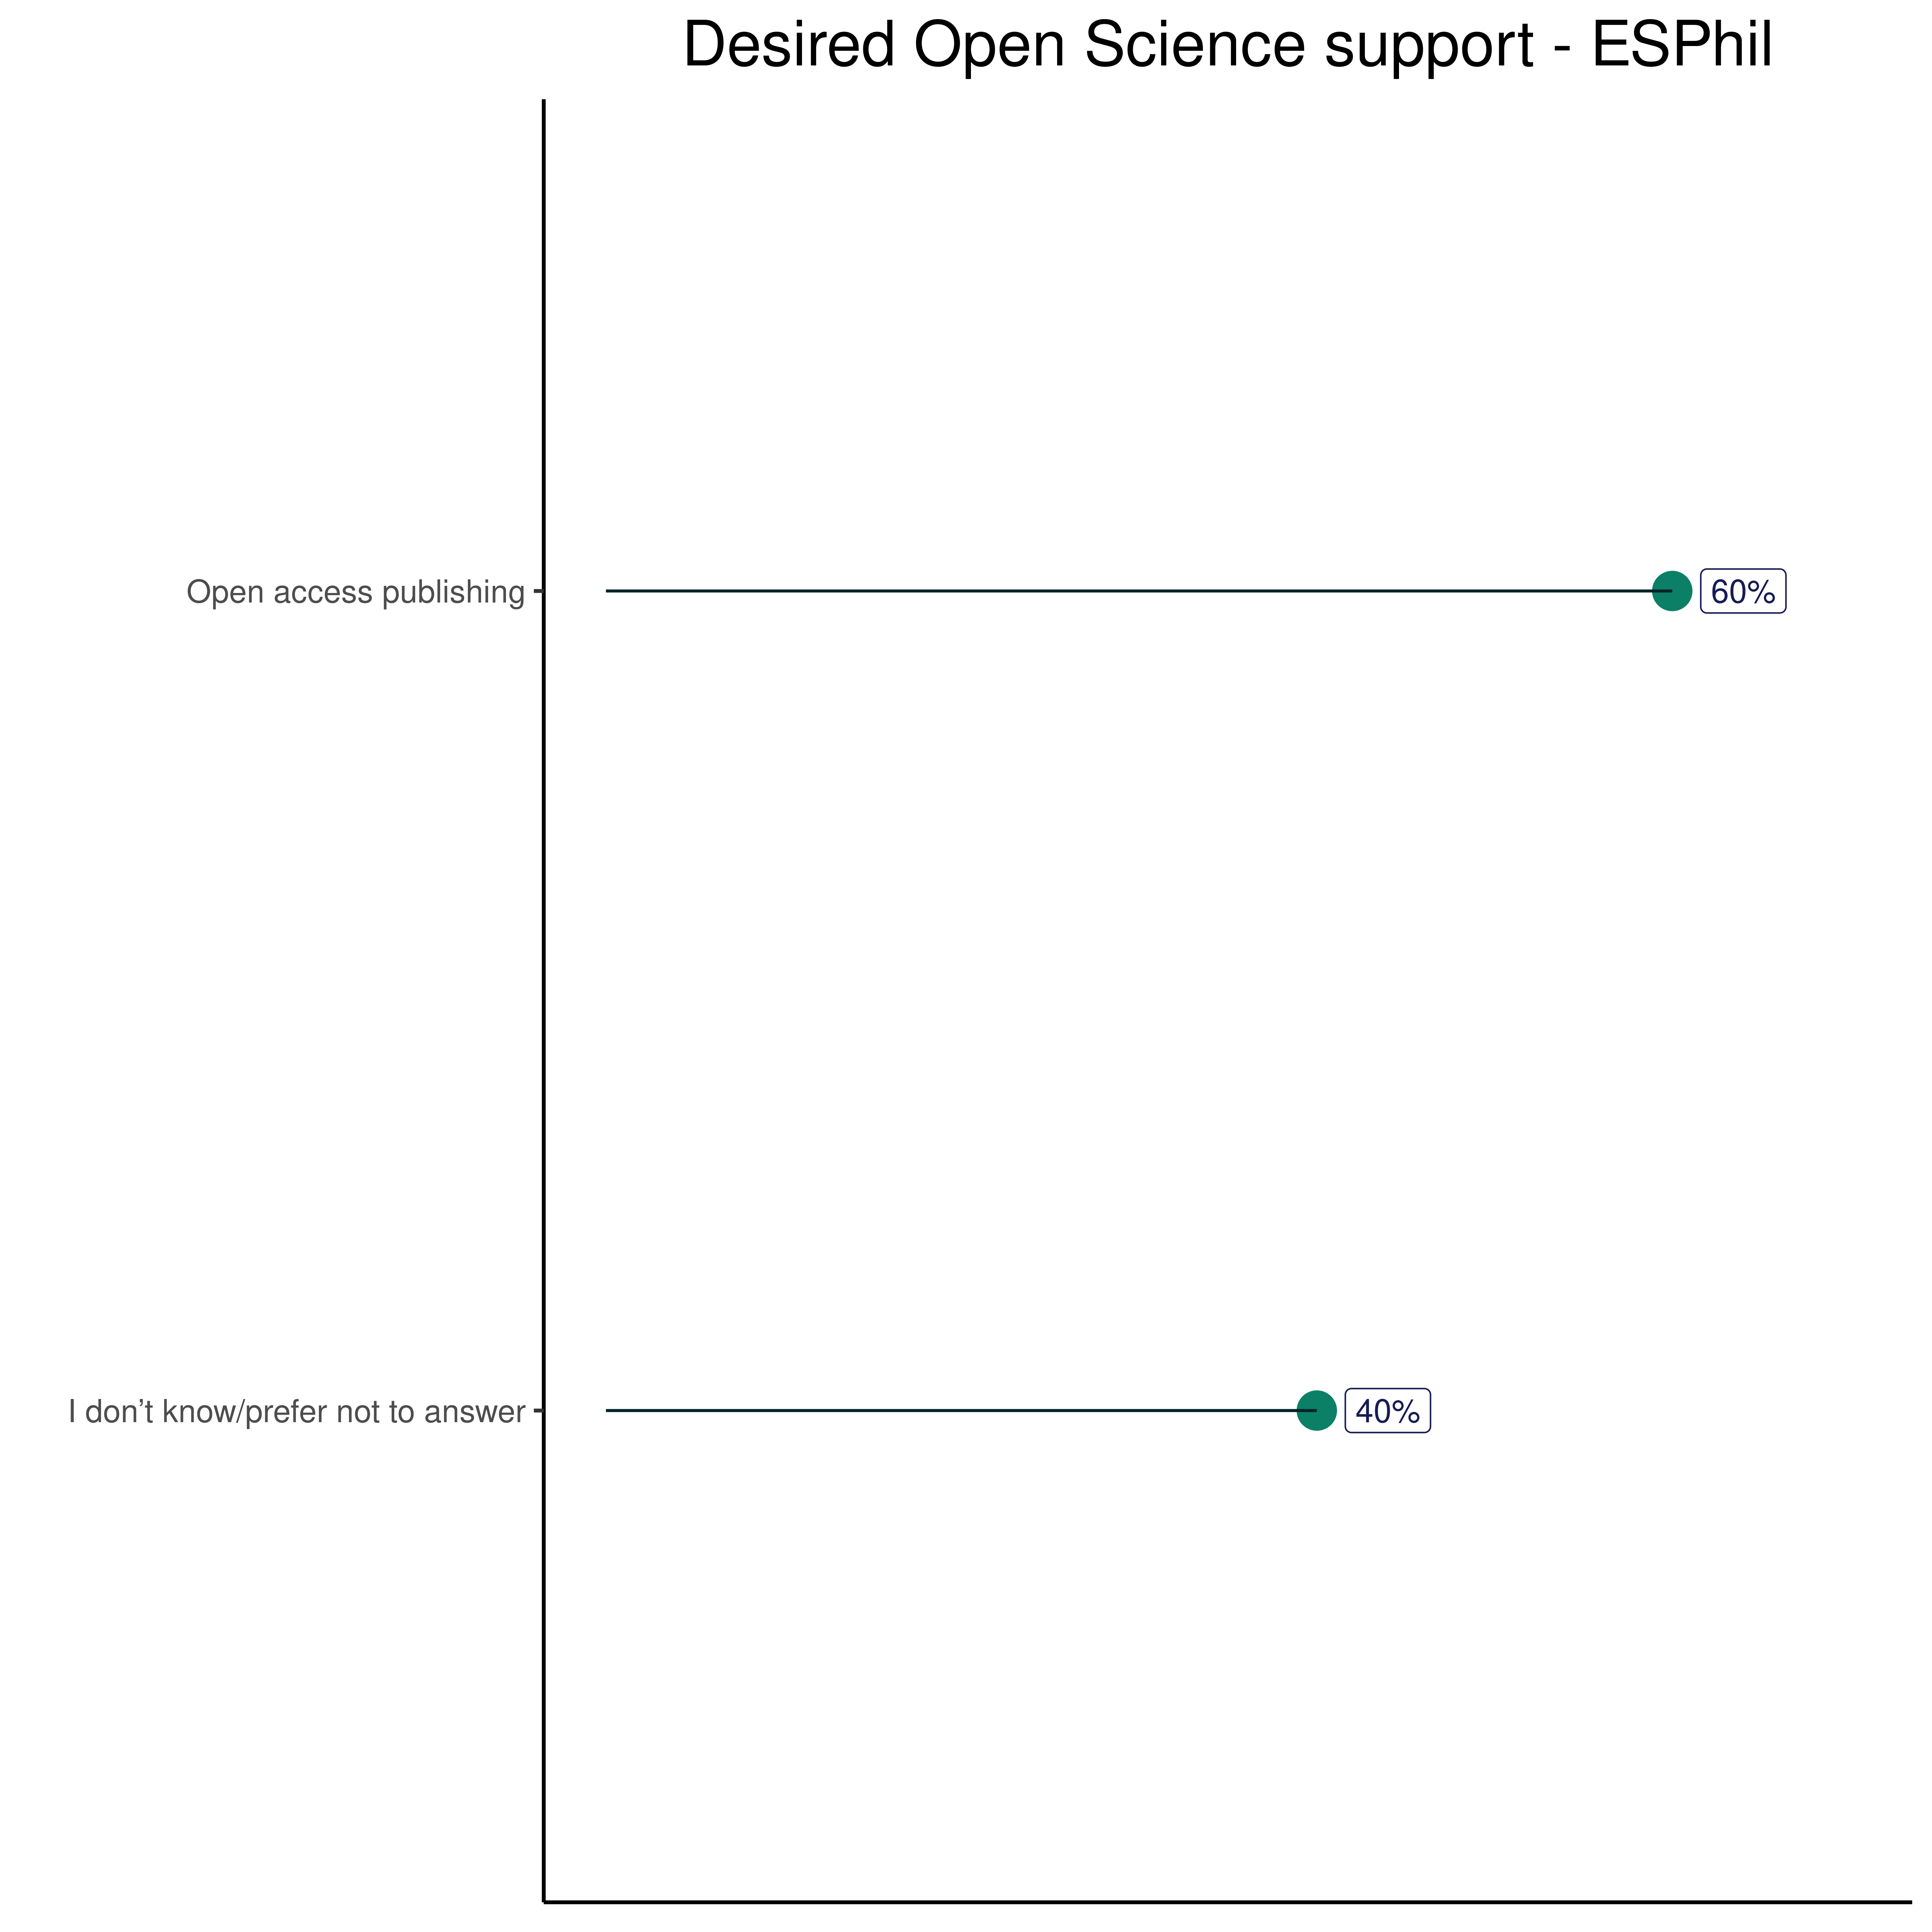 Desired Open Science support - ESPhil
Open access publishing
60%
I don’t know/prefer not to answer
40%